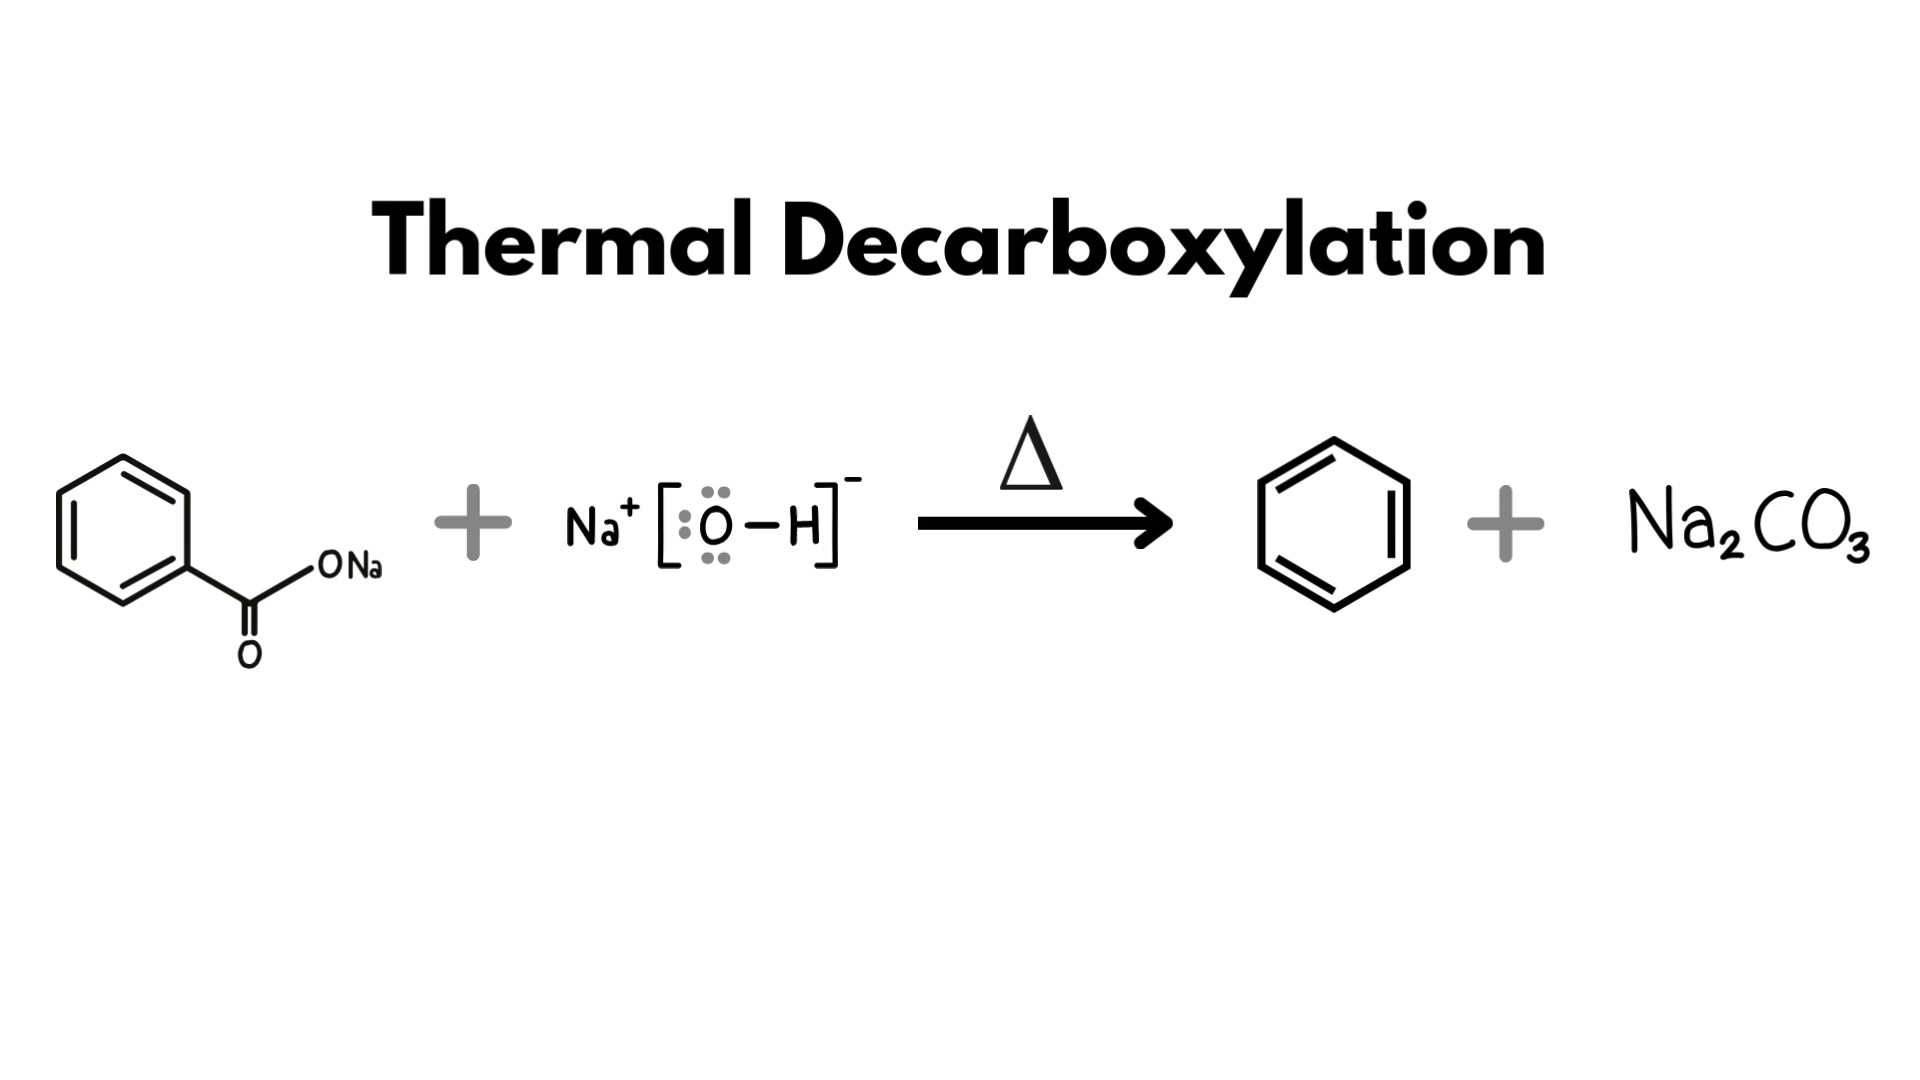 Thermal Decarboxylation
ONa
O
+
Na⁺ [:O–H]⁻
Δ
+
Na₂CO₃